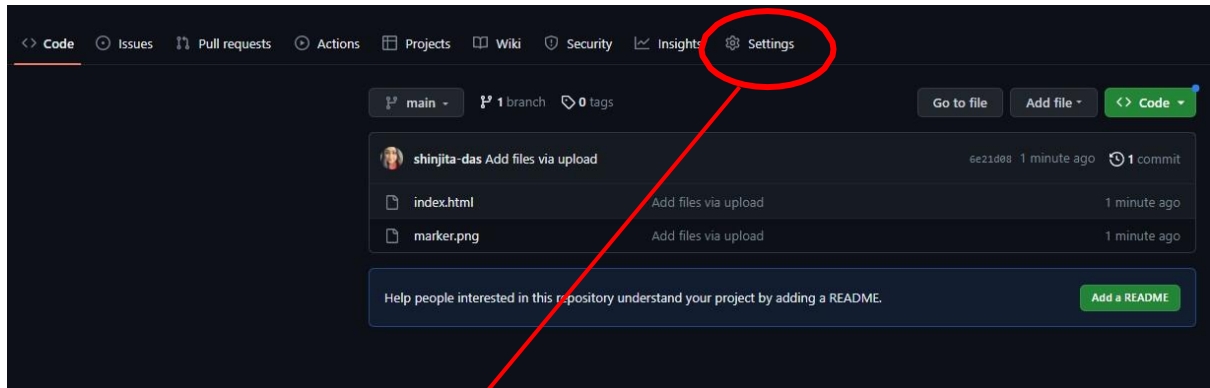 Code Issues Pull requests Actions Projects Wiki Security Insights Settings
main 1 branch 0 tags Go to file Add file Code
shinjita-das Add files via upload 6e21d08 1 minute ago 1 commit
index.html Add files via upload 1 minute ago
marker.png Add files via upload 1 minute ago
Help people interested in this repository understand your project by adding a README. Add a README